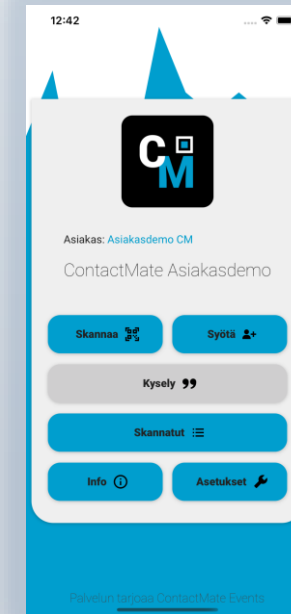 12:42
CM
Asiakas: Asiakasdemo CM
ContactMate Asiakasdemo
Skannaa
Syötä
Kysely
Skannatut
Info
Asetukset
Palvelun tarjoaa ContactMate Events